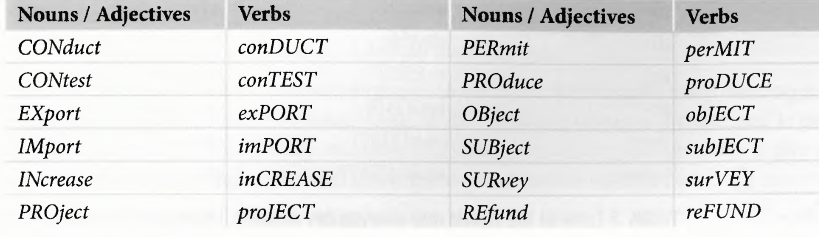 Nouns / Adjectives Verbs Nouns / Adjectives Verbs
CONduct conDUCT PERmit perMIT
CONtest conTEST PROduce proDUCE
EXport exPORT OBject obJECT
IMport imPORT SUBject subJECT
INcrease inCREASE SURvey surVEY
PROject proJECT REfund reFUND